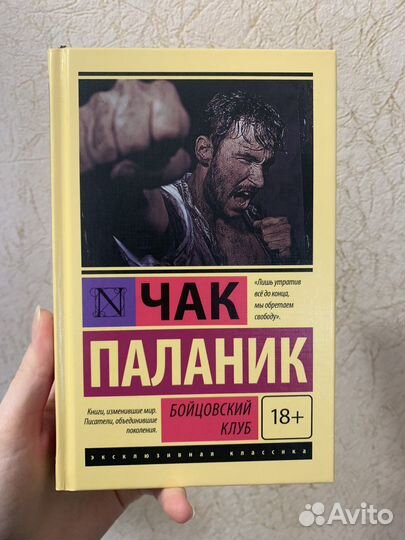 N
ЧАК
«Лишь утратив
всё до конца,
мы обретаем
свободу».
ПАЛАНИК
Книги, изменившие мир.
Писатели, объединившие
поколения.
БОЙЦОВСКИЙ
КЛУБ
18+
эксклюзивная классика
Avito